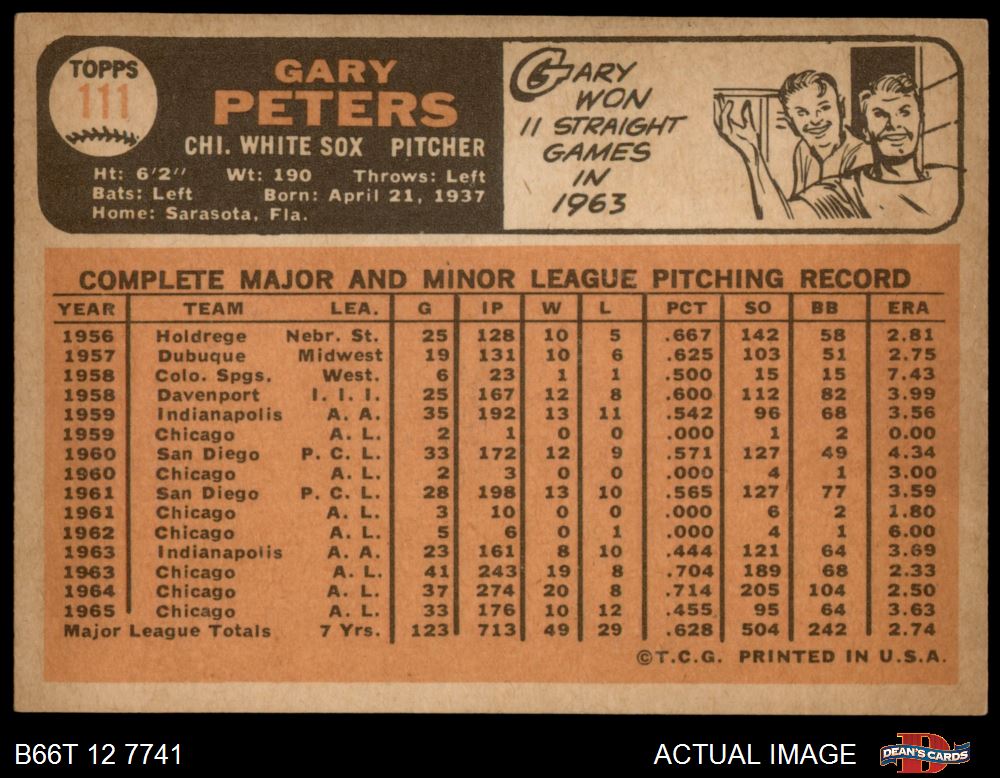 TOPPS
111
GARY
PETERS
CHI. WHITE SOX PITCHER
Ht: 6'2" Wt: 190 Throws: Left
Bats: Left Born: April 21, 1937
Home: Sarasota, Fla.
GARY
WON
11 STRAIGHT
GAMES
IN
1963
COMPLETE MAJOR AND MINOR LEAGUE PITCHING RECORD
YEAR TEAM LEA. G IP W L PCT SO BB ERA
1956 Holdrege Nebr. St. 25 128 10 5 .667 142 58 2.81
1957 Dubuque Midwest 19 131 10 6 .625 103 51 2.75
1958 Colo. Spgs. West. 6 23 1 1 .500 15 15 7.43
1958 Davenport I. I. I. 25 167 12 8 .600 112 82 3.99
1959 Indianapolis A. A. 35 192 13 11 .542 96 68 3.56
1959 Chicago A. L. 2 1 0 0 .000 1 2 0.00
1960 San Diego P. C. L. 33 172 12 9 .571 127 49 4.34
1960 Chicago A. L. 2 3 0 0 .000 4 1 3.00
1961 San Diego P. C. L. 28 198 13 10 .565 127 77 3.59
1961 Chicago A. L. 3 10 0 0 .000 6 2 1.80
1962 Chicago A. L. 5 6 0 1 .000 4 1 6.00
1963 Indianapolis A. A. 23 161 8 10 .444 121 64 3.69
1963 Chicago A. L. 41 243 19 8 .704 189 68 2.33
1964 Chicago A. L. 37 274 20 8 .714 205 104 2.50
1965 Chicago A. L. 33 176 10 12 .455 95 64 3.63
Major League Totals 7 Yrs. 123 713 49 29 .628 504 242 2.74
©T.C.G. PRINTED IN U.S.A.
B66T 12 7741 ACTUAL IMAGE DEAN'S CARDS